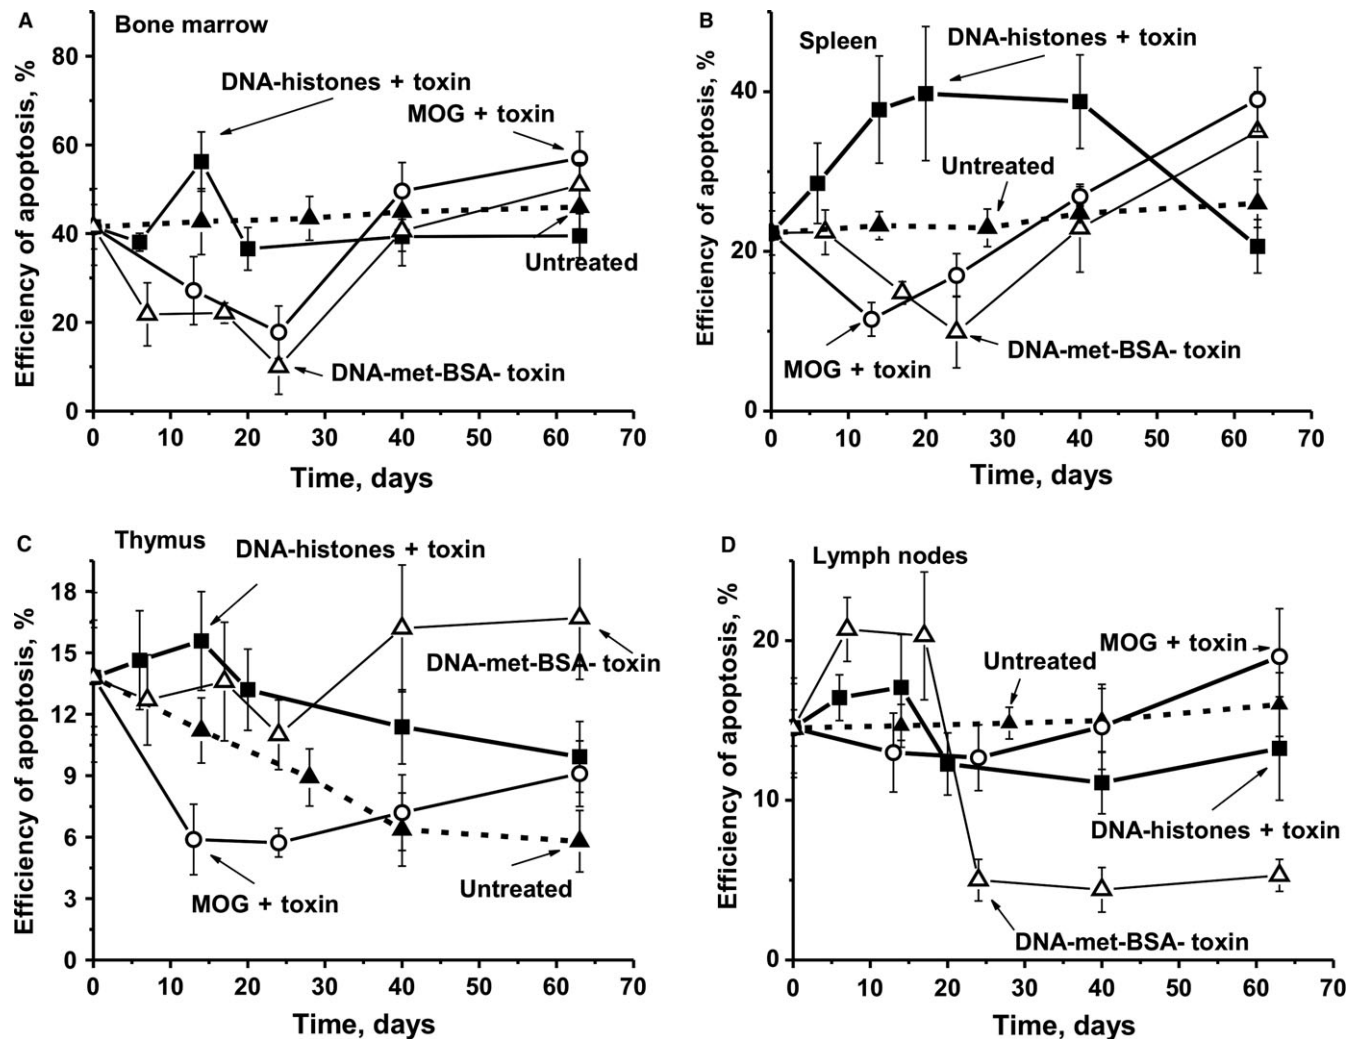 A
Bone marrow
Efficiency of apoptosis, %
80
60
40
20
0
DNA-histones + toxin
MOG + toxin
Untreated
DNA-met-BSA- toxin
0 10 20 30 40 50 60 70
Time, days
B
Spleen
Efficiency of apoptosis, %
40
20
0
DNA-histones + toxin
Untreated
DNA-met-BSA- toxin
MOG + toxin
0 10 20 30 40 50 60 70
Time, days
C
Thymus
Efficiency of apoptosis, %
18
15
12
9
6
3
0
DNA-histones + toxin
DNA-met-BSA- toxin
Untreated
MOG + toxin
0 10 20 30 40 50 60 70
Time, days
D
Lymph nodes
Efficiency of apoptosis, %
20
10
0
MOG + toxin
Untreated
DNA-histones + toxin
DNA-met-BSA- toxin
0 10 20 30 40 50 60 70
Time, days